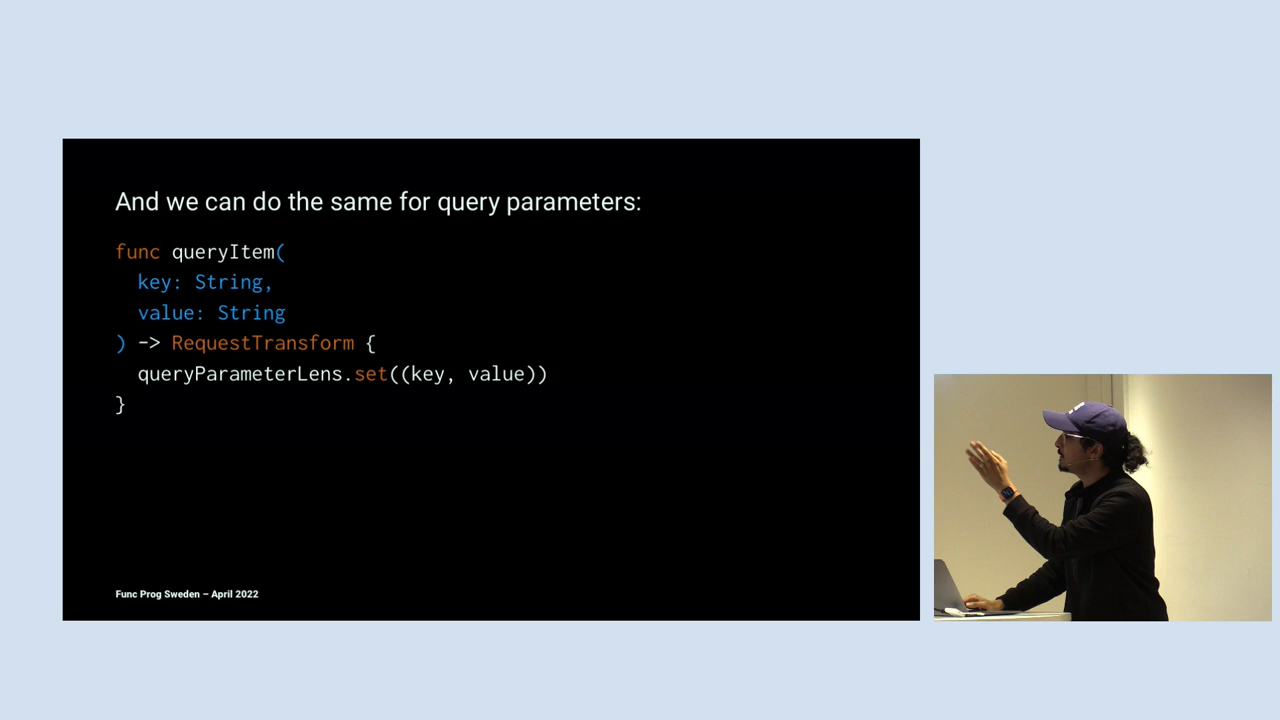 And we can do the same for query parameters:
func queryItem(
  key: String,
  value: String
) -> RequestTransform {
  queryParameterLens.set((key, value))
}
Func Prog Sweden – April 2022